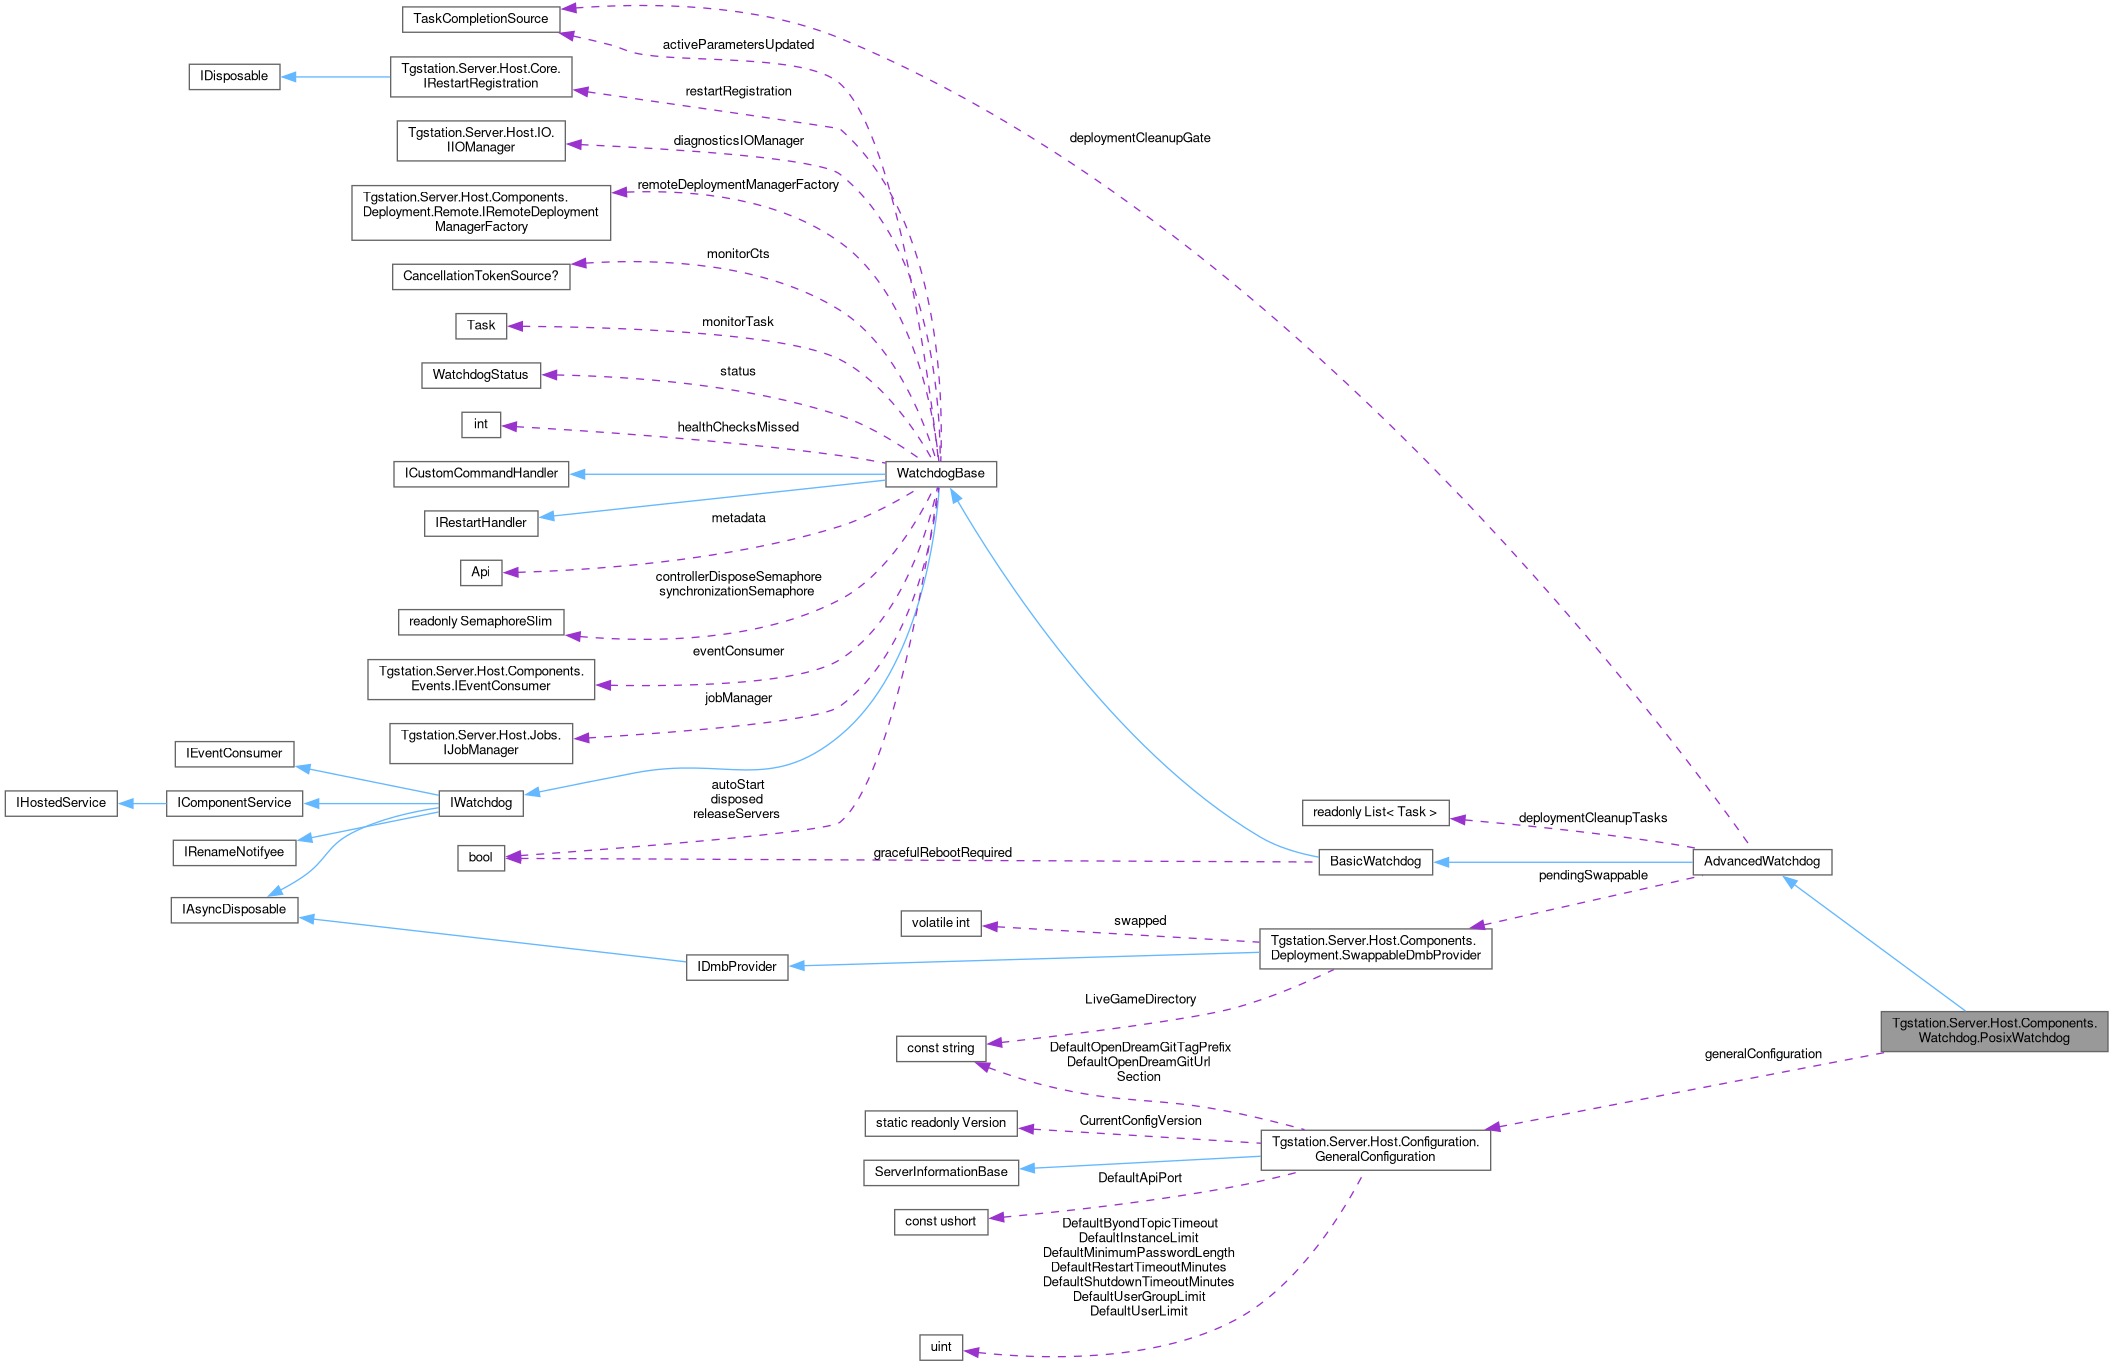 TaskCompletionSource
activeParametersUpdated
IDisposable
Tgstation.Server.Host.Core.
IRestartRegistration
restartRegistration
Tgstation.Server.Host.IO.
IIOManager
diagnosticsIOManager
deploymentCleanupGate
Tgstation.Server.Host.Components.
Deployment.Remote.IRemoteDeployment
ManagerFactory
remoteDeploymentManagerFactory
CancellationTokenSource?
monitorCts
Task
monitorTask
WatchdogStatus
status
int
healthChecksMissed
ICustomCommandHandler
WatchdogBase
IRestartHandler
metadata
Api
controllerDisposeSemaphore
synchronizationSemaphore
readonly SemaphoreSlim
eventConsumer
Tgstation.Server.Host.Components.
Events.IEventConsumer
jobManager
Tgstation.Server.Host.Jobs.
IJobManager
IEventConsumer
IHostedService
IComponentService
IWatchdog
autoStart
disposed
releaseServers
IRenameNotifyee
bool
gracefulRebootRequired
readonly List< Task >
deploymentCleanupTasks
BasicWatchdog
AdvancedWatchdog
pendingSwappable
IAsyncDisposable
volatile int
swapped
Tgstation.Server.Host.Components.
Deployment.SwappableDmbProvider
IDmbProvider
LiveGameDirectory
Tgstation.Server.Host.Components.
Watchdog.PosixWatchdog
const string
DefaultOpenDreamGitTagPrefix
DefaultOpenDreamGitUrl
Section
generalConfiguration
static readonly Version
CurrentConfigVersion
Tgstation.Server.Host.Configuration.
GeneralConfiguration
ServerInformationBase
DefaultApiPort
const ushort
DefaultByondTopicTimeout
DefaultInstanceLimit
DefaultMinimumPasswordLength
DefaultRestartTimeoutMinutes
DefaultShutdownTimeoutMinutes
DefaultUserGroupLimit
DefaultUserLimit
uint